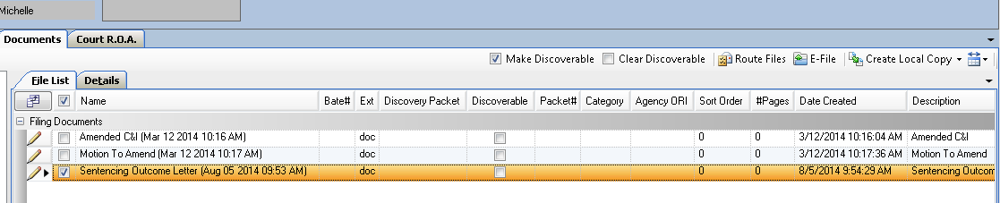 Michelle
Documents Court R.O.A.
Make Discoverable Clear Discoverable Route Files E-File Create Local Copy
File List Details
Name Bate# Ext Discovery Packet Discoverable Packet# Category Agency ORI Sort Order #Pages Date Created Description
Filing Documents
Amended C&I (Mar 12 2014 10:16 AM) doc 0 0 3/12/2014 10:16:04 AM Amended C&I
Motion To Amend (Mar 12 2014 10:17 AM) doc 0 0 3/12/2014 10:17:36 AM Motion To Amend
Sentencing Outcome Letter (Aug 05 2014 09:53 AM) doc 0 0 8/5/2014 9:54:29 AM Sentencing Outcom